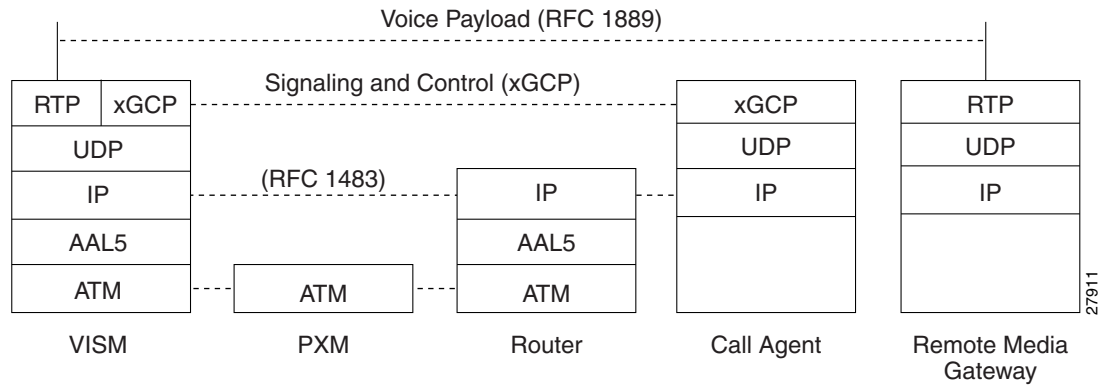 Voice Payload (RFC 1889)
Signaling and Control (xGCP)
RTP xGCP xGCP RTP
UDP UDP UDP
(RFC 1483)
IP IP IP IP
AAL5 AAL5
ATM ATM ATM
27911
VISM PXM Router Call Agent Remote Media
Gateway